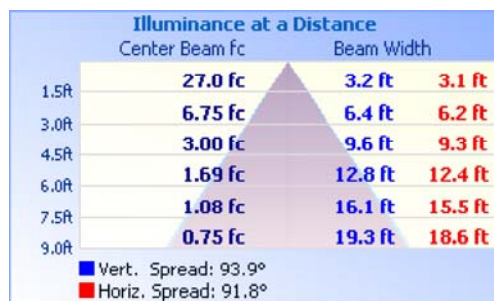 Illuminance at a Distance
Center Beam fc Beam Width
1.5ft 27.0 fc 3.2 ft 3.1 ft
3.0ft 6.75 fc 6.4 ft 6.2 ft
4.5ft 3.00 fc 9.6 ft 9.3 ft
6.0ft 1.69 fc 12.8 ft 12.4 ft
7.5ft 1.08 fc 16.1 ft 15.5 ft
9.0ft 0.75 fc 19.3 ft 18.6 ft
Vert. Spread: 93.9°
Horiz. Spread: 91.8°